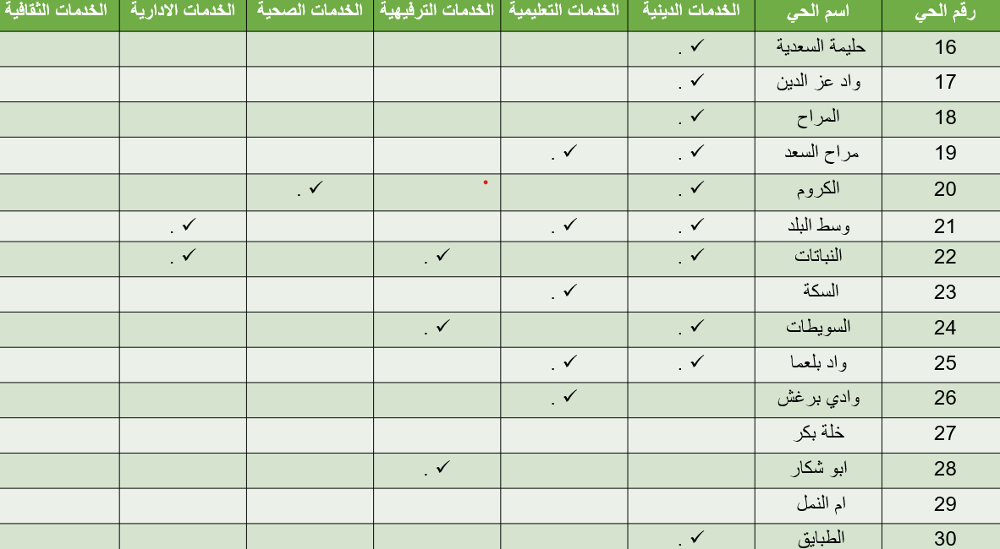 رقم الحي اسم الحي الخدمات الدينية الخدمات التعليمية الخدمات الترفيهية الخدمات الصحية الخدمات الادارية الخدمات الثقافية
16 حليمة السعدية ✓ .
17 واد عز الدين ✓ .
18 المراح ✓ .
19 مراح السعد ✓ . ✓ .
20 الكروم ✓ . ✓ .
21 وسط البلد ✓ . ✓ . ✓ .
22 النباتات ✓ . ✓ . ✓ .
23 السكة ✓ .
24 السويطات ✓ . ✓ .
25 واد بلعما ✓ . ✓ .
26 وادي برغش ✓ .
27 خلة بكر
28 ابو شكار ✓ .
29 ام النمل
30 الطبايق ✓ .